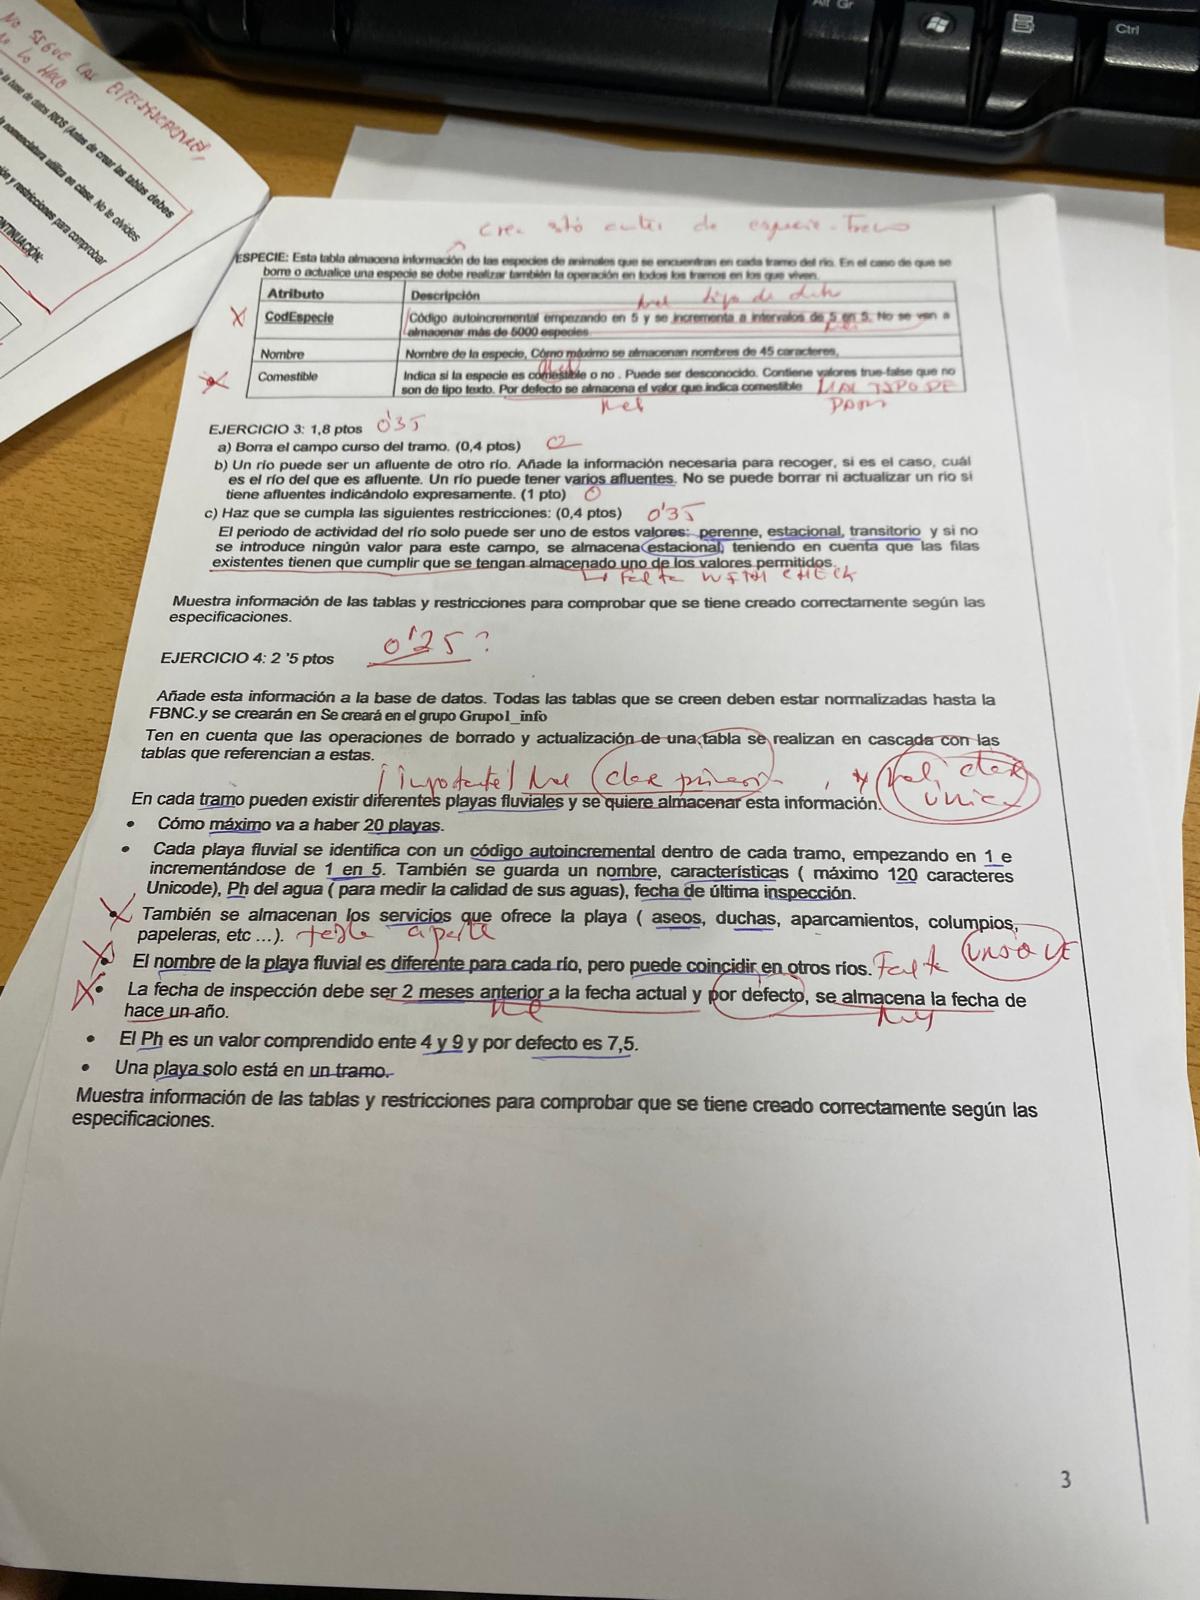 Alt Gr
Ctrl
NO SIGUE LAS ESPECIFICACIONES,
NO LO HAGO
la base de datos RIOS (Antes de crear las tablas debes
la nomenclatura utiliza en clase. No te olvides
y restricciones para comprobar
CONTINUACIÓN:
crea esto antes de especie-Tramo
ESPECIE: Esta tabla almacena información de las especies de animales que se encuentran en cada tramo del río. En el caso de que se
borre o actualice una especie se debe realizar también la operación en todos los tramos en los que viven.
Atributo Descripción Mal tipo de dato
CodEspecie Código autoincremental empezando en 5 y se incrementa a intervalos de 5 en 5. No se van a
almacenar más de 5000 especies. Mal
Nombre Nombre de la especie, Cómo máximo se almacenan nombres de 45 caracteres,
Comestible Indica si la especie es comestible o no . Puede ser desconocido. Contiene valores true-false que no
son de tipo texto. Por defecto se almacena el valor que indica comestible MAL TIPO DE
Mal DATO
EJERCICIO 3: 1,8 ptos 0'35
a) Borra el campo curso del tramo. (0,4 ptos) 0
b) Un río puede ser un afluente de otro río. Añade la información necesaria para recoger, si es el caso, cuál
es el río del que es afluente. Un río puede tener varios afluentes. No se puede borrar ni actualizar un río si
tiene afluentes indicándolo expresamente. (1 pto) 0
c) Haz que se cumpla las siguientes restricciones: (0,4 ptos) 0'35
El periodo de actividad del río solo puede ser uno de estos valores: perenne, estacional, transitorio y si no
se introduce ningún valor para este campo, se almacena estacional, teniendo en cuenta que las filas
existentes tienen que cumplir que se tengan almacenado uno de los valores permitidos.
Falta WITH CHECK
Muestra información de las tablas y restricciones para comprobar que se tiene creado correctamente según las
especificaciones.
0'25?
EJERCICIO 4: 2 '5 ptos
Añade esta información a la base de datos. Todas las tablas que se creen deben estar normalizadas hasta la
FBNC.y se crearán en Se creará en el grupo Grupo1_info
Ten en cuenta que las operaciones de borrado y actualización de una tabla se realizan en cascada con las
tablas que referencian a estas.
¡Importante! Mal clave primaria, y mal clave
única
En cada tramo pueden existir diferentes playas fluviales y se quiere almacenar esta información.
• Cómo máximo va a haber 20 playas.
• Cada playa fluvial se identifica con un código autoincremental dentro de cada tramo, empezando en 1 e
incrementándose de 1 en 5. También se guarda un nombre, características ( máximo 120 caracteres
Unicode), Ph del agua ( para medir la calidad de sus aguas), fecha de última inspección.
• También se almacenan los servicios que ofrece la playa ( aseos, duchas, aparcamientos, columpios,
papeleras, etc ...). tabla aparte
• El nombre de la playa fluvial es diferente para cada río, pero puede coincidir en otros ríos. Falta UNIQUE
• La fecha de inspección debe ser 2 meses anterior a la fecha actual y por defecto, se almacena la fecha de
hace un año. Mal Mal
• El Ph es un valor comprendido ente 4 y 9 y por defecto es 7,5.
• Una playa solo está en un tramo.
Muestra información de las tablas y restricciones para comprobar que se tiene creado correctamente según las
especificaciones.
3